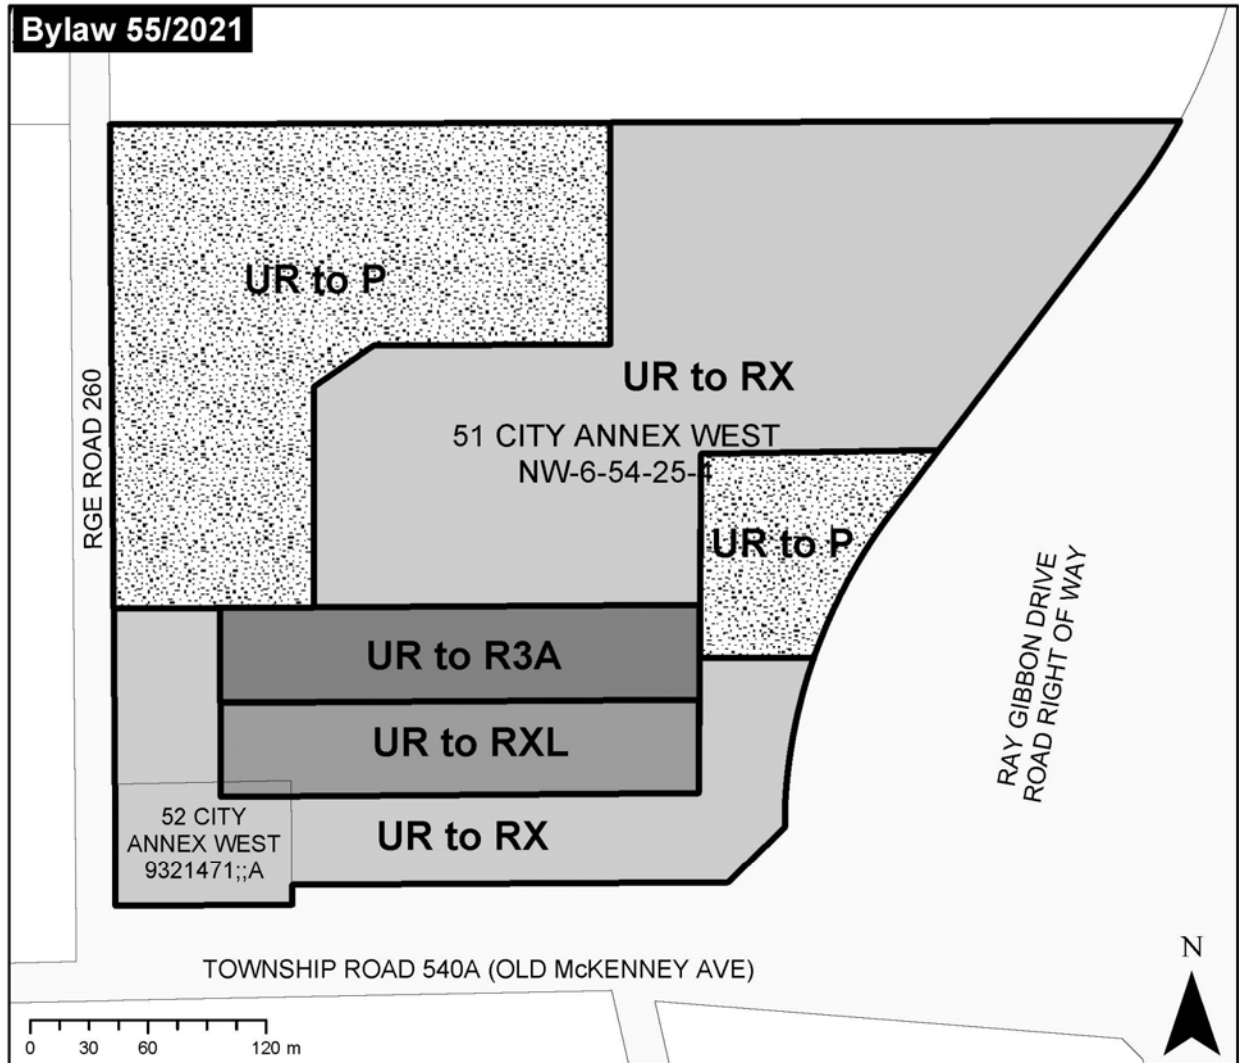 Bylaw 55/2021
UR to P
UR to RX
51 CITY ANNEX WEST
NW-6-54-25-4
RGE ROAD 260
UR to P
RAY GIBBON DRIVE
ROAD RIGHT OF WAY
UR to R3A
UR to RXL
52 CITY
ANNEX WEST
9321471;;A
UR to RX
TOWNSHIP ROAD 540A (OLD McKENNEY AVE)
N
0 30 60 120 m